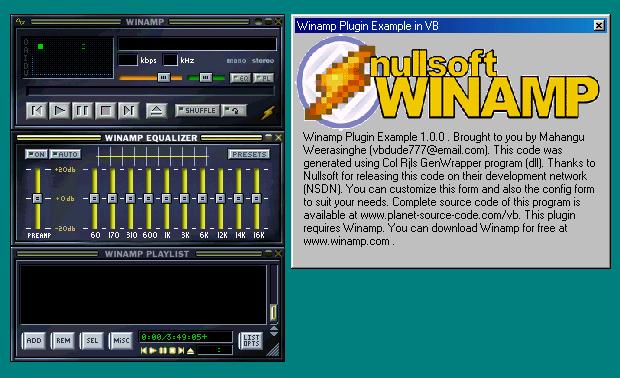 WINAMP
O
A
I
D
V
kbps
kHz
mono stereo
EQ
PL
SHUFFLE
WINAMP EQUALIZER
ON
AUTO
PRESETS
+20db
+0db
-20db
PREAMP
60 170 310 600 1K 3K 6K 12K 14K 16K
WINAMP PLAYLIST
ADD
REM
SEL
MISC
0:00/3:49:05+
:
LIST
OPTS
Winamp Plugin Example in VB
nullsoft
WINAMP
Winamp Plugin Example 1.0.0 . Brought to you by Mahangu
Weerasinghe (vbdude777@email.com). This code was
generated using Col Rjls GenWrapper program (dll). Thanks to
Nullsoft for releasing this code on their development network
(NSDN). You can customize this form and also the config form
to suit your needs. Complete source code of this program is
available at www.planet-source-code.com/vb. This plugin
requires Winamp. You can download Winamp for free at
www.winamp.com .